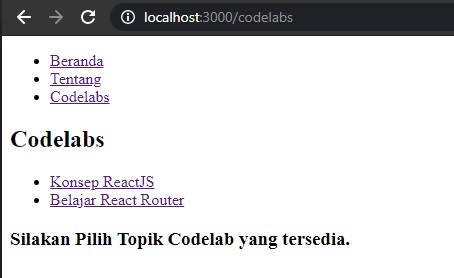 localhost:3000/codelabs
Beranda
Tentang
Codelabs
Codelabs
Konsep ReactJS
Belajar React Router
Silakan Pilih Topik Codelab yang tersedia.